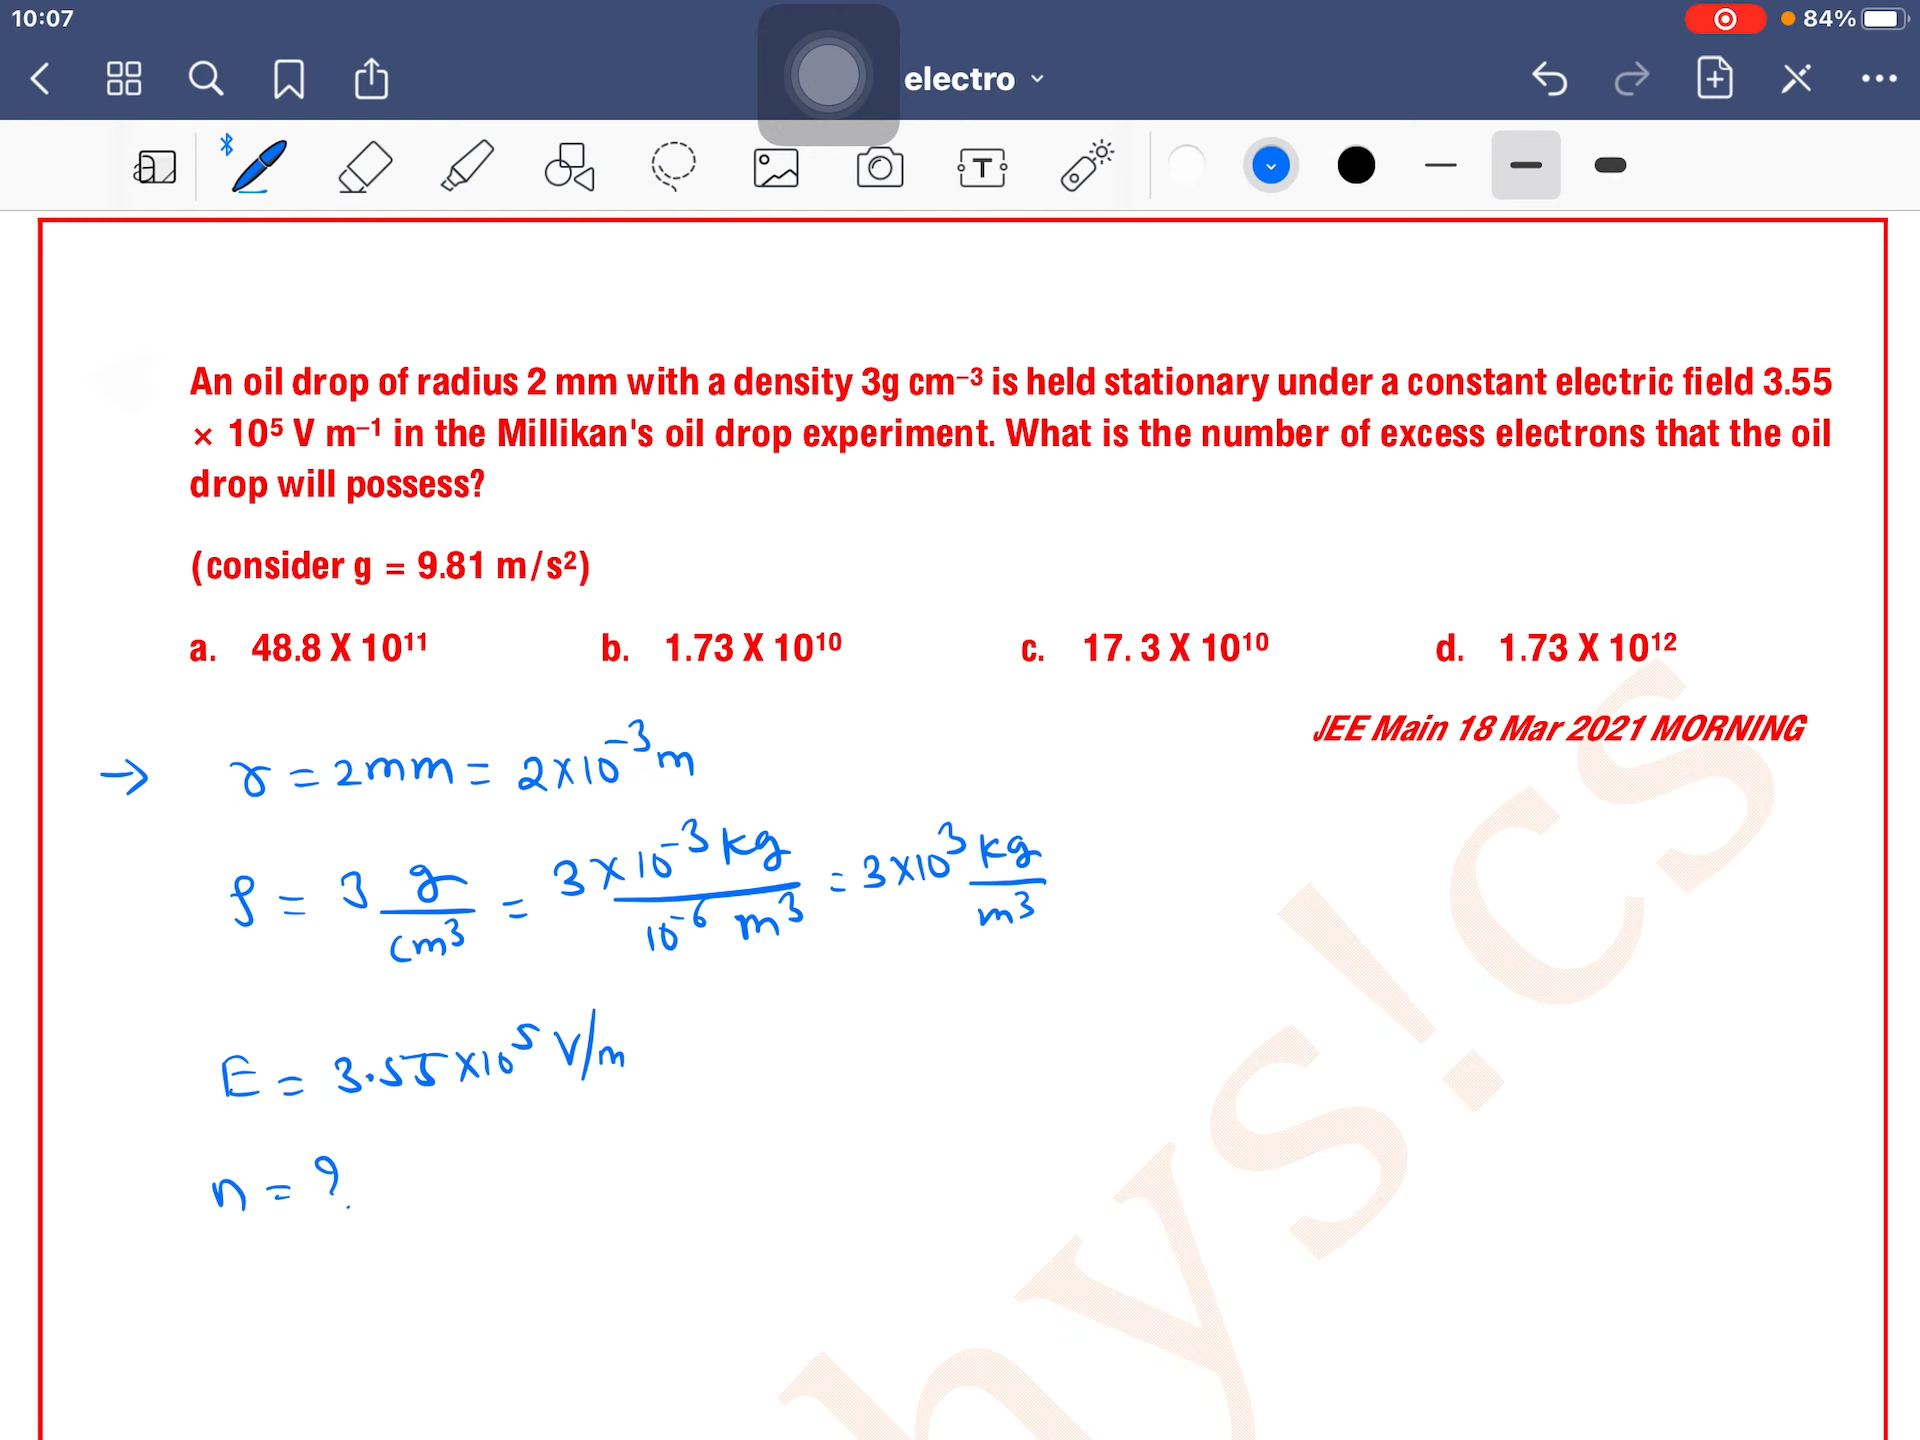 10:07
84%
electro
An oil drop of radius 2 mm with a density 3g cm⁻³ is held stationary under a constant electric field 3.55
× 10⁵ V m⁻¹ in the Millikan's oil drop experiment. What is the number of excess electrons that the oil
drop will possess?
(consider g = 9.81 m/s²)
a. 48.8 X 10¹¹ b. 1.73 X 10¹⁰ c. 17. 3 X 10¹⁰ d. 1.73 X 10¹²
JEE Main 18 Mar 2021 MORNING
→ r = 2mm = 2×10⁻³ m
ρ = 3 g/cm³ = 3×10⁻³ kg/10⁻⁶ m³ = 3×10³ kg/m³
E = 3.55×10⁵ V/m
n = ?
hys!cs